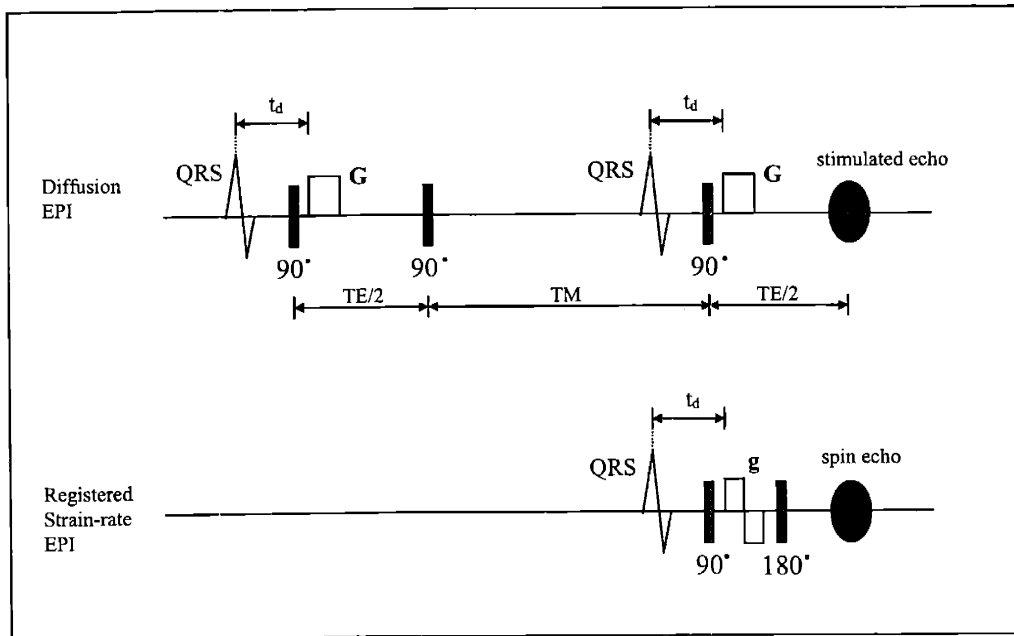 t_d
t_d
QRS
G
QRS
G
stimulated echo
Diffusion
EPI
90°
90°
90°
TE/2
TM
TE/2
t_d
QRS
g
spin echo
Registered
Strain-rate
EPI
90°
180°